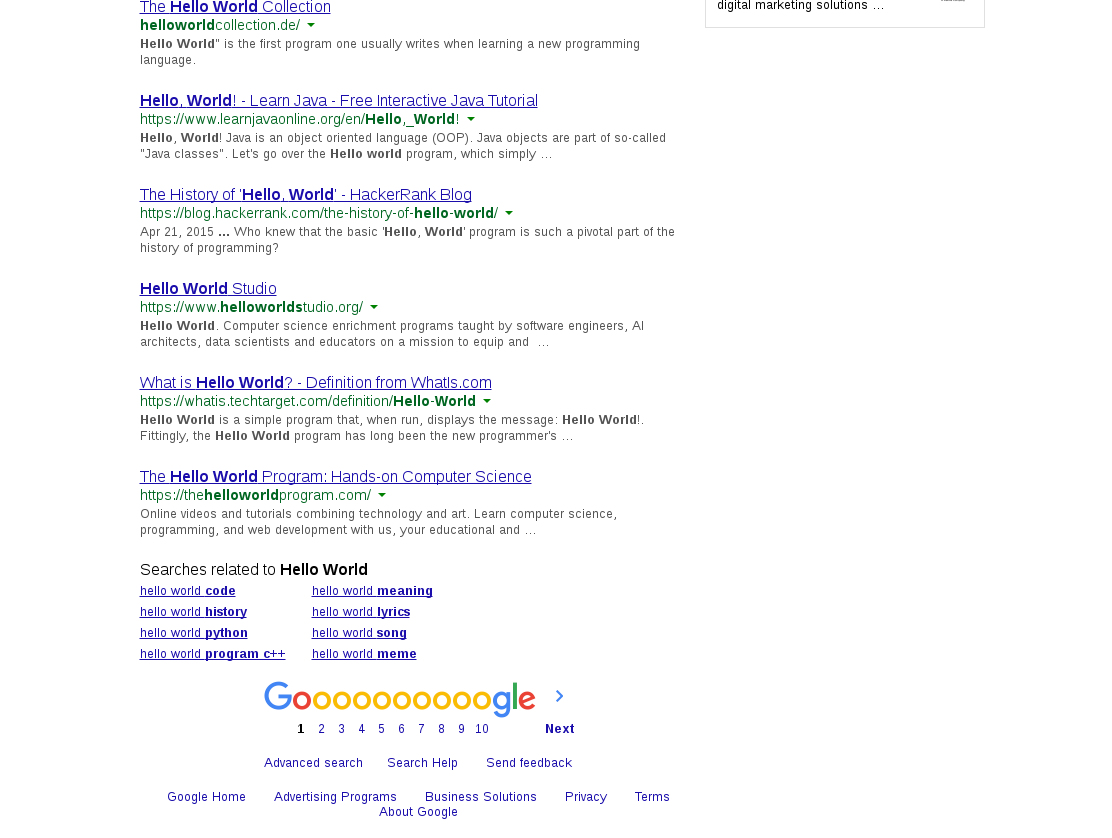 The Hello World Collection
digital marketing solutions ...
helloworldcollection.de/
Hello World" is the first program one usually writes when learning a new programming
language.
Hello, World! - Learn Java - Free Interactive Java Tutorial
https://www.learnjavaonline.org/en/Hello,_World!
Hello, World! Java is an object oriented language (OOP). Java objects are part of so-called
"Java classes". Let's go over the Hello world program, which simply ...
The History of 'Hello, World' - HackerRank Blog
https://blog.hackerrank.com/the-history-of-hello-world/
Apr 21, 2015 ... Who knew that the basic 'Hello, World' program is such a pivotal part of the
history of programming?
Hello World Studio
https://www.helloworldstudio.org/
Hello World. Computer science enrichment programs taught by software engineers, AI
architects, data scientists and educators on a mission to equip and ...
What is Hello World? - Definition from WhatIs.com
https://whatis.techtarget.com/definition/Hello-World
Hello World is a simple program that, when run, displays the message: Hello World!.
Fittingly, the Hello World program has long been the new programmer's ...
The Hello World Program: Hands-on Computer Science
https://thehelloworldprogram.com/
Online videos and tutorials combining technology and art. Learn computer science,
programming, and web development with us, your educational and ...
Searches related to Hello World
hello world code hello world meaning
hello world history hello world lyrics
hello world python hello world song
hello world program c++ hello world meme
Goooooooooogle >
1 2 3 4 5 6 7 8 9 10 Next
Advanced search Search Help Send feedback
Google Home Advertising Programs Business Solutions Privacy Terms
About Google